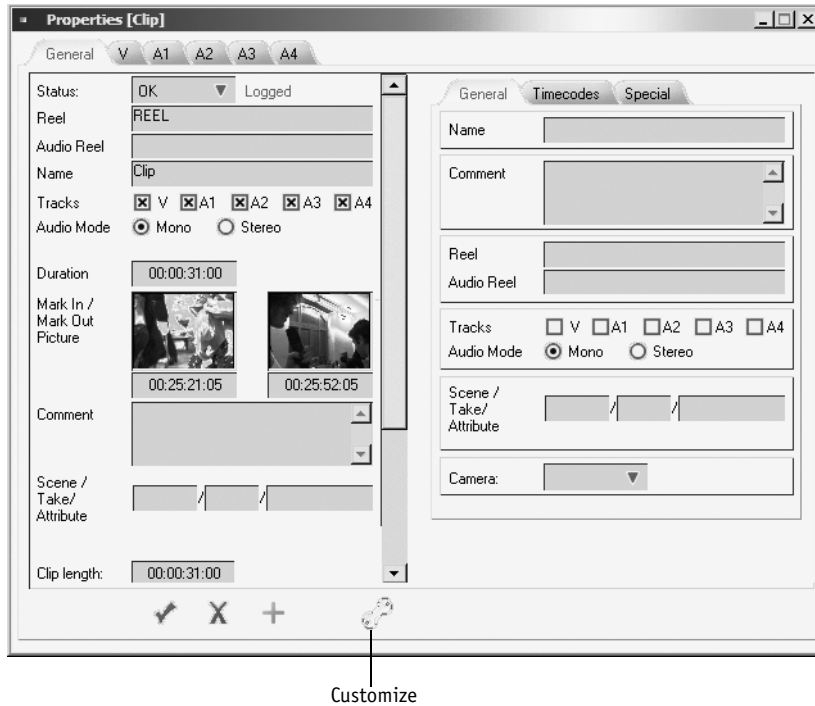 Properties [Clip]
General V A1 A2 A3 A4
Status: OK Logged
Reel REEL
Audio Reel
Name Clip
Tracks V A1 A2 A3 A4
Audio Mode Mono Stereo
Duration 00:00:31:00
Mark In /
Mark Out
Picture
00:25:21:05 00:25:52:05
Comment
Scene /
Take/
Attribute
/ /
Clip length: 00:00:31:00
General Timecodes Special
Name
Comment
Reel
Audio Reel
Tracks V A1 A2 A3 A4
Audio Mode Mono Stereo
Scene /
Take/
Attribute
/ /
Camera:
Customize